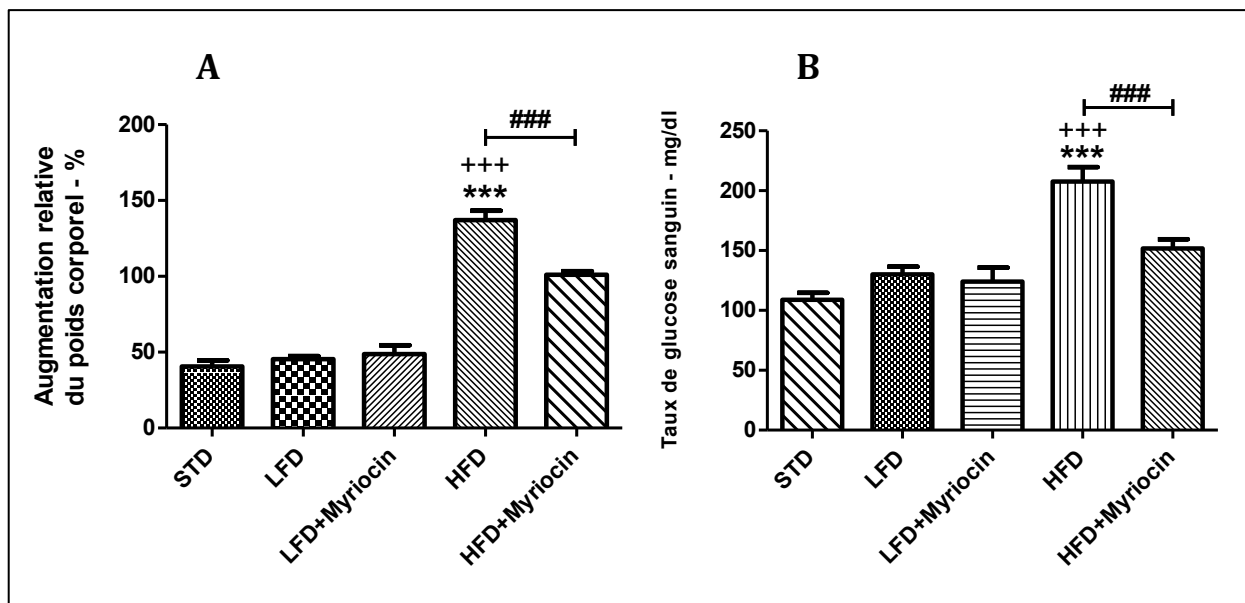 A
Augmentation relative
du poids corporel - %
200
150
100
50
0
###
+++
***
STD
LFD
LFD+Myriocin
HFD
HFD+Myriocin
B
Taux de glucose sanguin - mg/dl
250
200
150
100
50
0
###
+++
***
STD
LFD
LFD+Myriocin
HFD
HFD+Myriocin